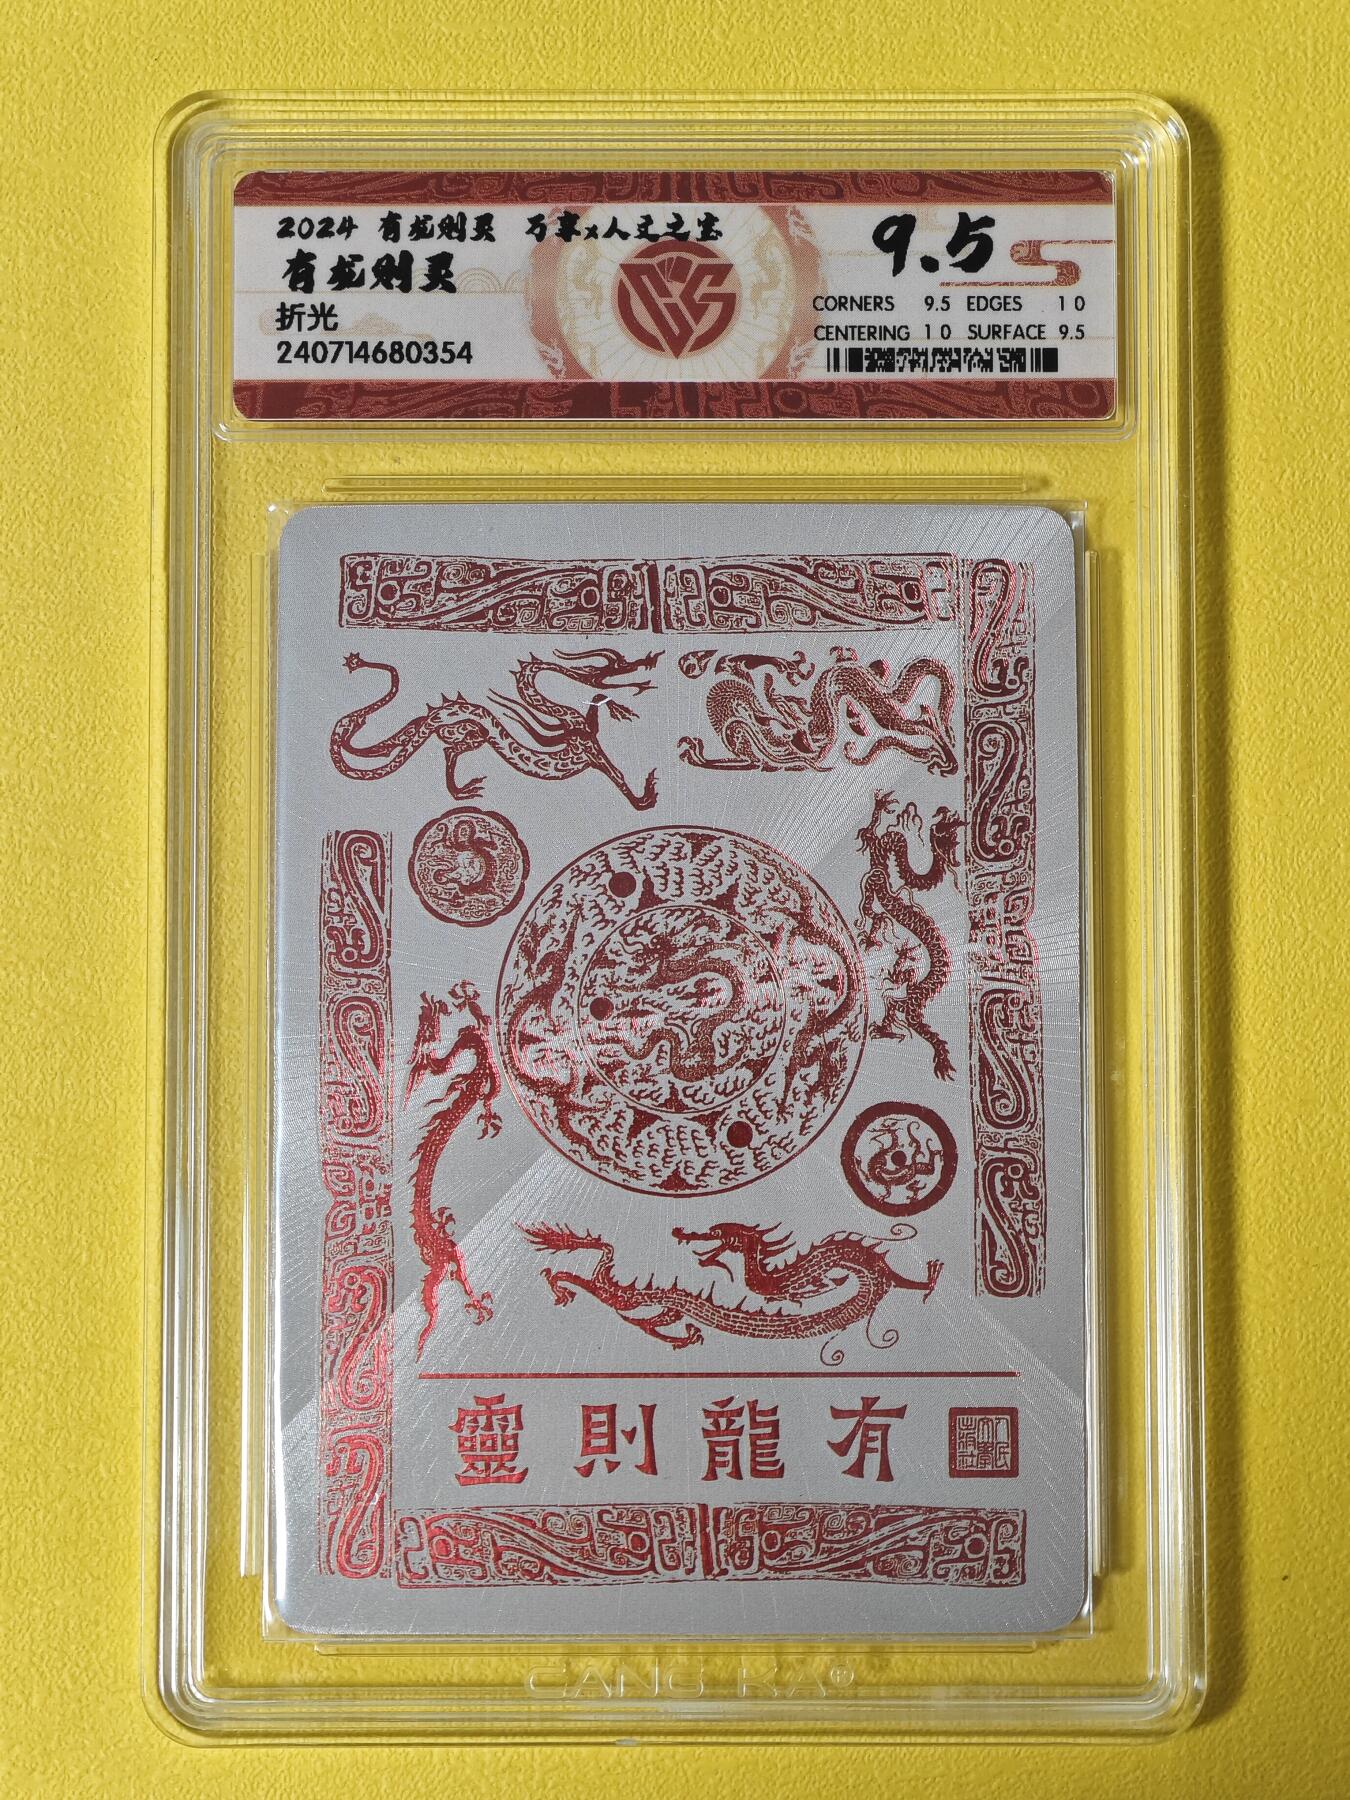 2024 有龙则灵 万享x人文之宝
有龙则灵
折光
240714680354
9.5
CORNERS 9.5 EDGES 10
CENTERING 10 SURFACE 9.5
靈則龍有
CANG KA®